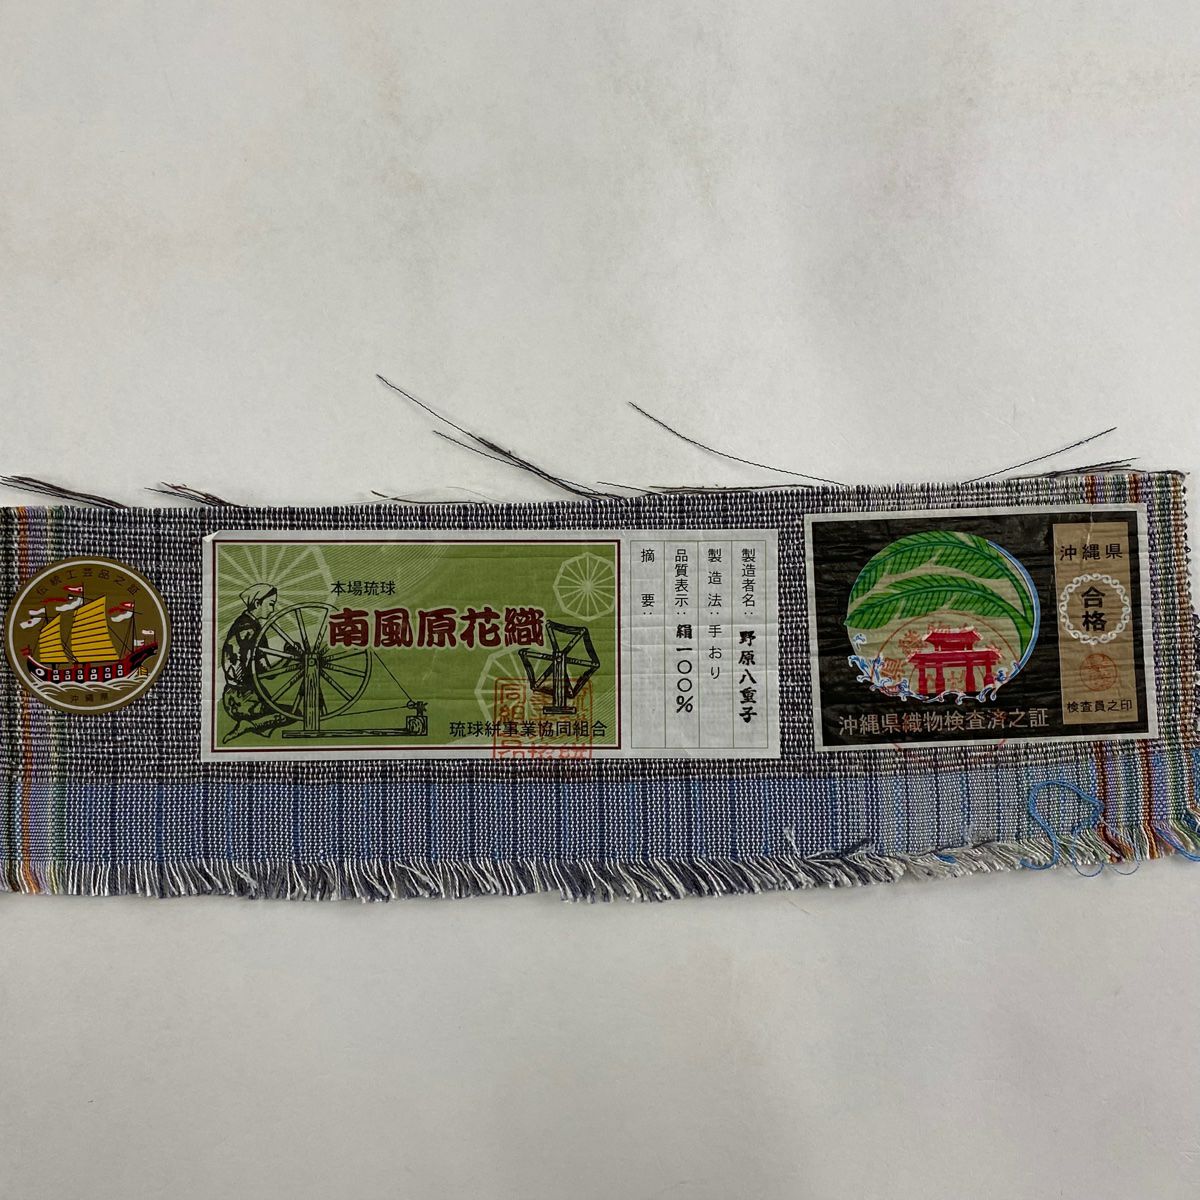 伝統工芸品之証
沖縄県
本場琉球
南風原花織
琉球絣事業協同組合
製造者名：野原八重子
製造法：手おり
品質表示：絹一〇〇％
摘要：
沖縄県
合格
検査員之印
沖縄県織物検査済之証